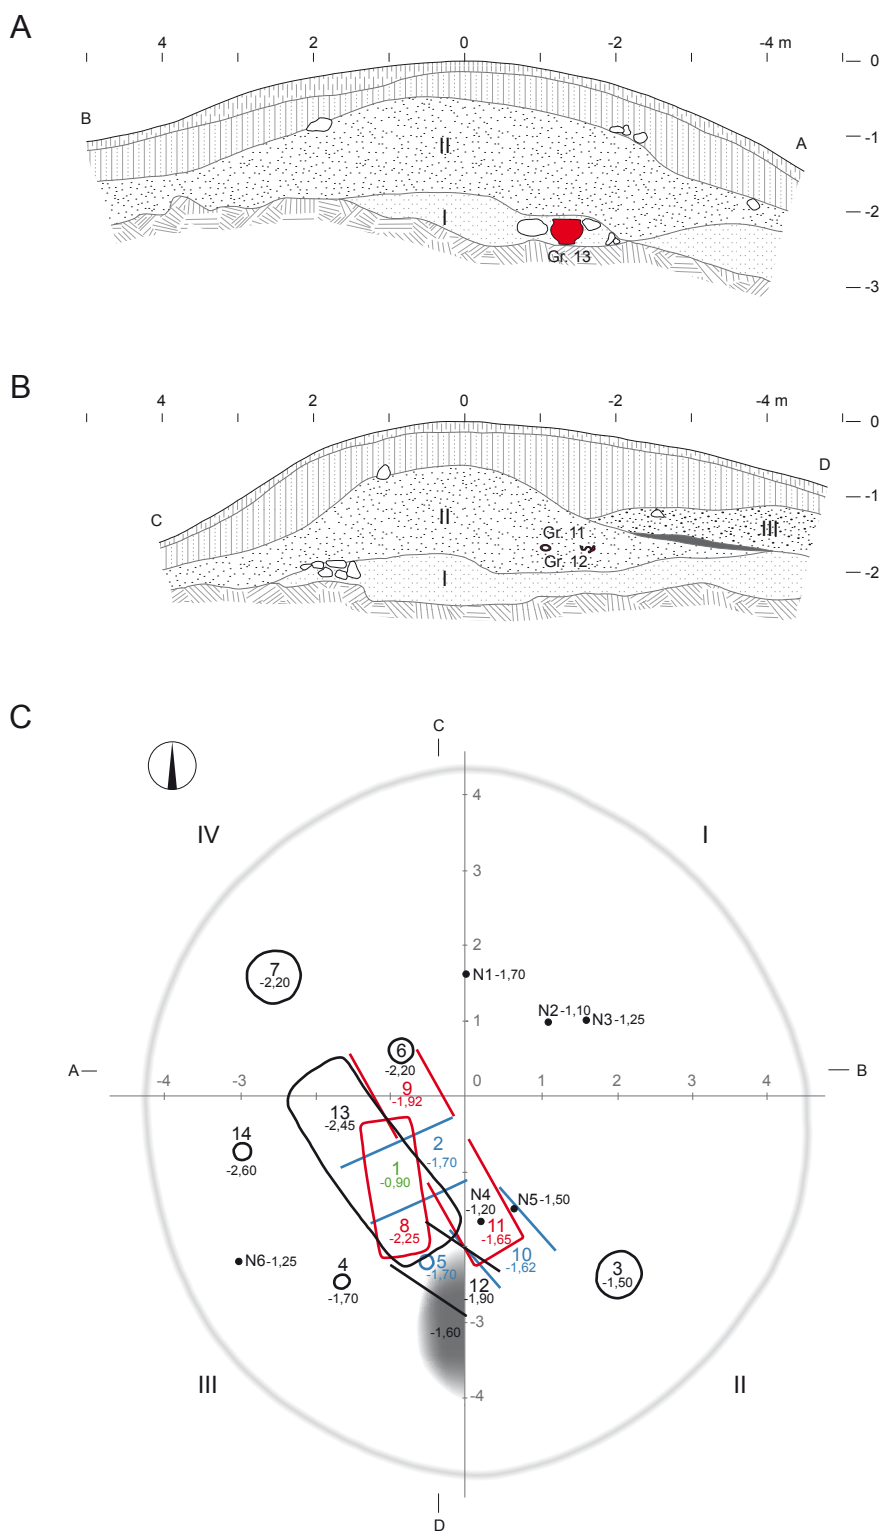 A
4 2 0 -2 -4 m
0
B
A
-1
II
-2
I
Gr. 13
-3
B
4 2 0 -2 -4 m
0
D
-1
C
II
III
Gr. 11
Gr. 12
-2
I
C
C
4
IV
I
3
2
7
-2,20
N1 -1,70
N2 -1,10
N3 -1,25
1
6
-2,20
A
B
-4 -3 0 1 2 3 4
9
-1,92
13
-2,45
14
-2,60
2
-1,70
1
-0,90
N4
-1,20
N5 -1,50
8
-2,25
11
-1,65
10
-1,62
N6 -1,25
4
-1,70
5
-1,70
3
-1,50
12
-1,90
-3
-1,60
III
II
-4
D